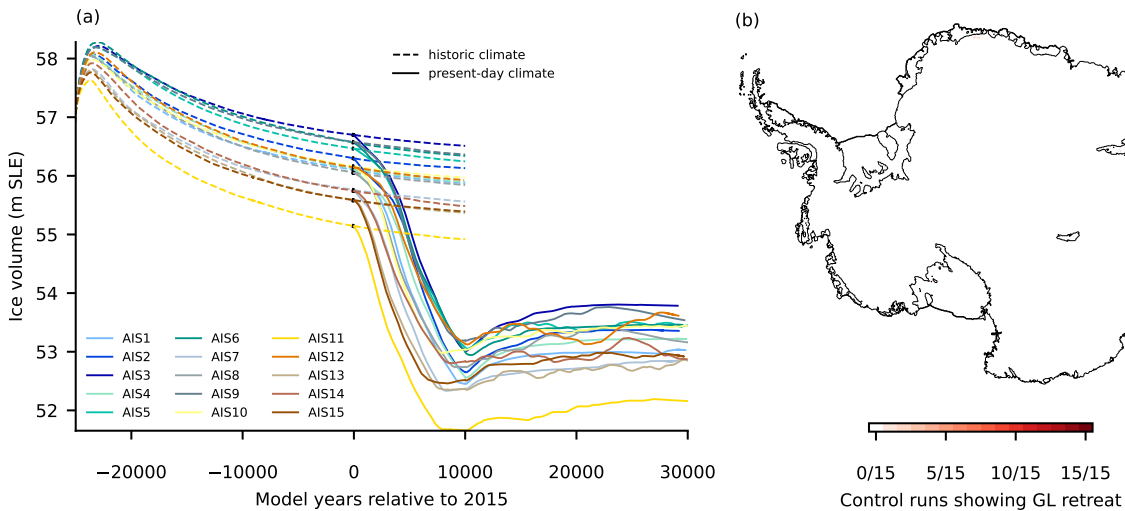 (a)
(b)
historic climate
present-day climate
58
57
56
55
54
53
52
Ice volume (m SLE)
AIS1 AIS6 AIS11
AIS2 AIS7 AIS12
AIS3 AIS8 AIS13
AIS4 AIS9 AIS14
AIS5 AIS10 AIS15
−20000 −10000 0 10000 20000 30000
Model years relative to 2015
0/15 5/15 10/15 15/15
Control runs showing GL retreat